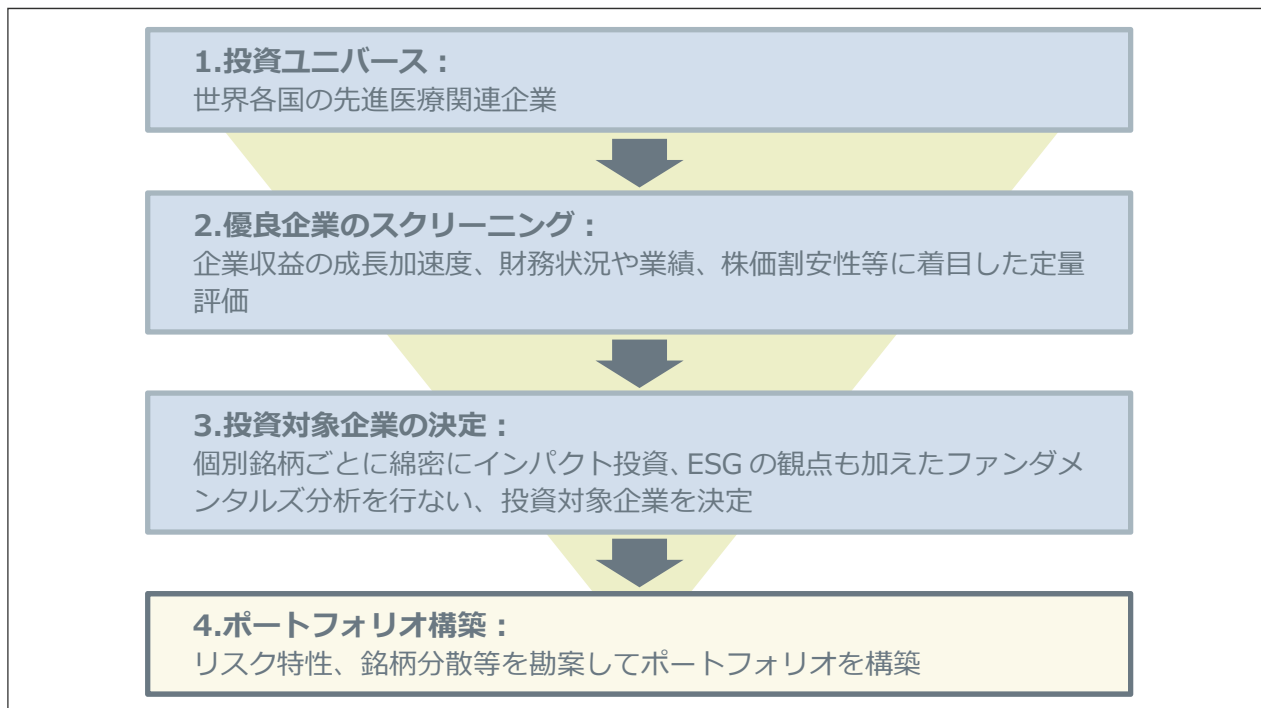 1.投資ユニバース：
世界各国の先進医療関連企業
2.優良企業のスクリーニング：
企業収益の成長加速度、財務状況や業績、株価割安性等に着目した定量
評価
3.投資対象企業の決定：
個別銘柄ごとに綿密にインパクト投資、ESG の観点も加えたファンダメ
ンタルズ分析を行ない、投資対象企業を決定
4.ポートフォリオ構築：
リスク特性、銘柄分散等を勘案してポートフォリオを構築